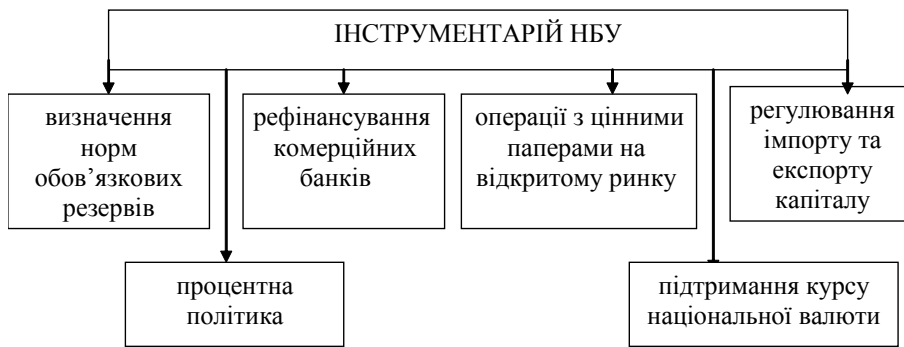 ІНСТРУМЕНТАРІЙ НБУ
визначення
норм
обов’язкових
резервів
рефінансування
комерційних
банків
операції з цінними
паперами на
відкритому ринку
регулювання
імпорту та
експорту
капіталу
процентна
політика
підтримання курсу
національної валюти